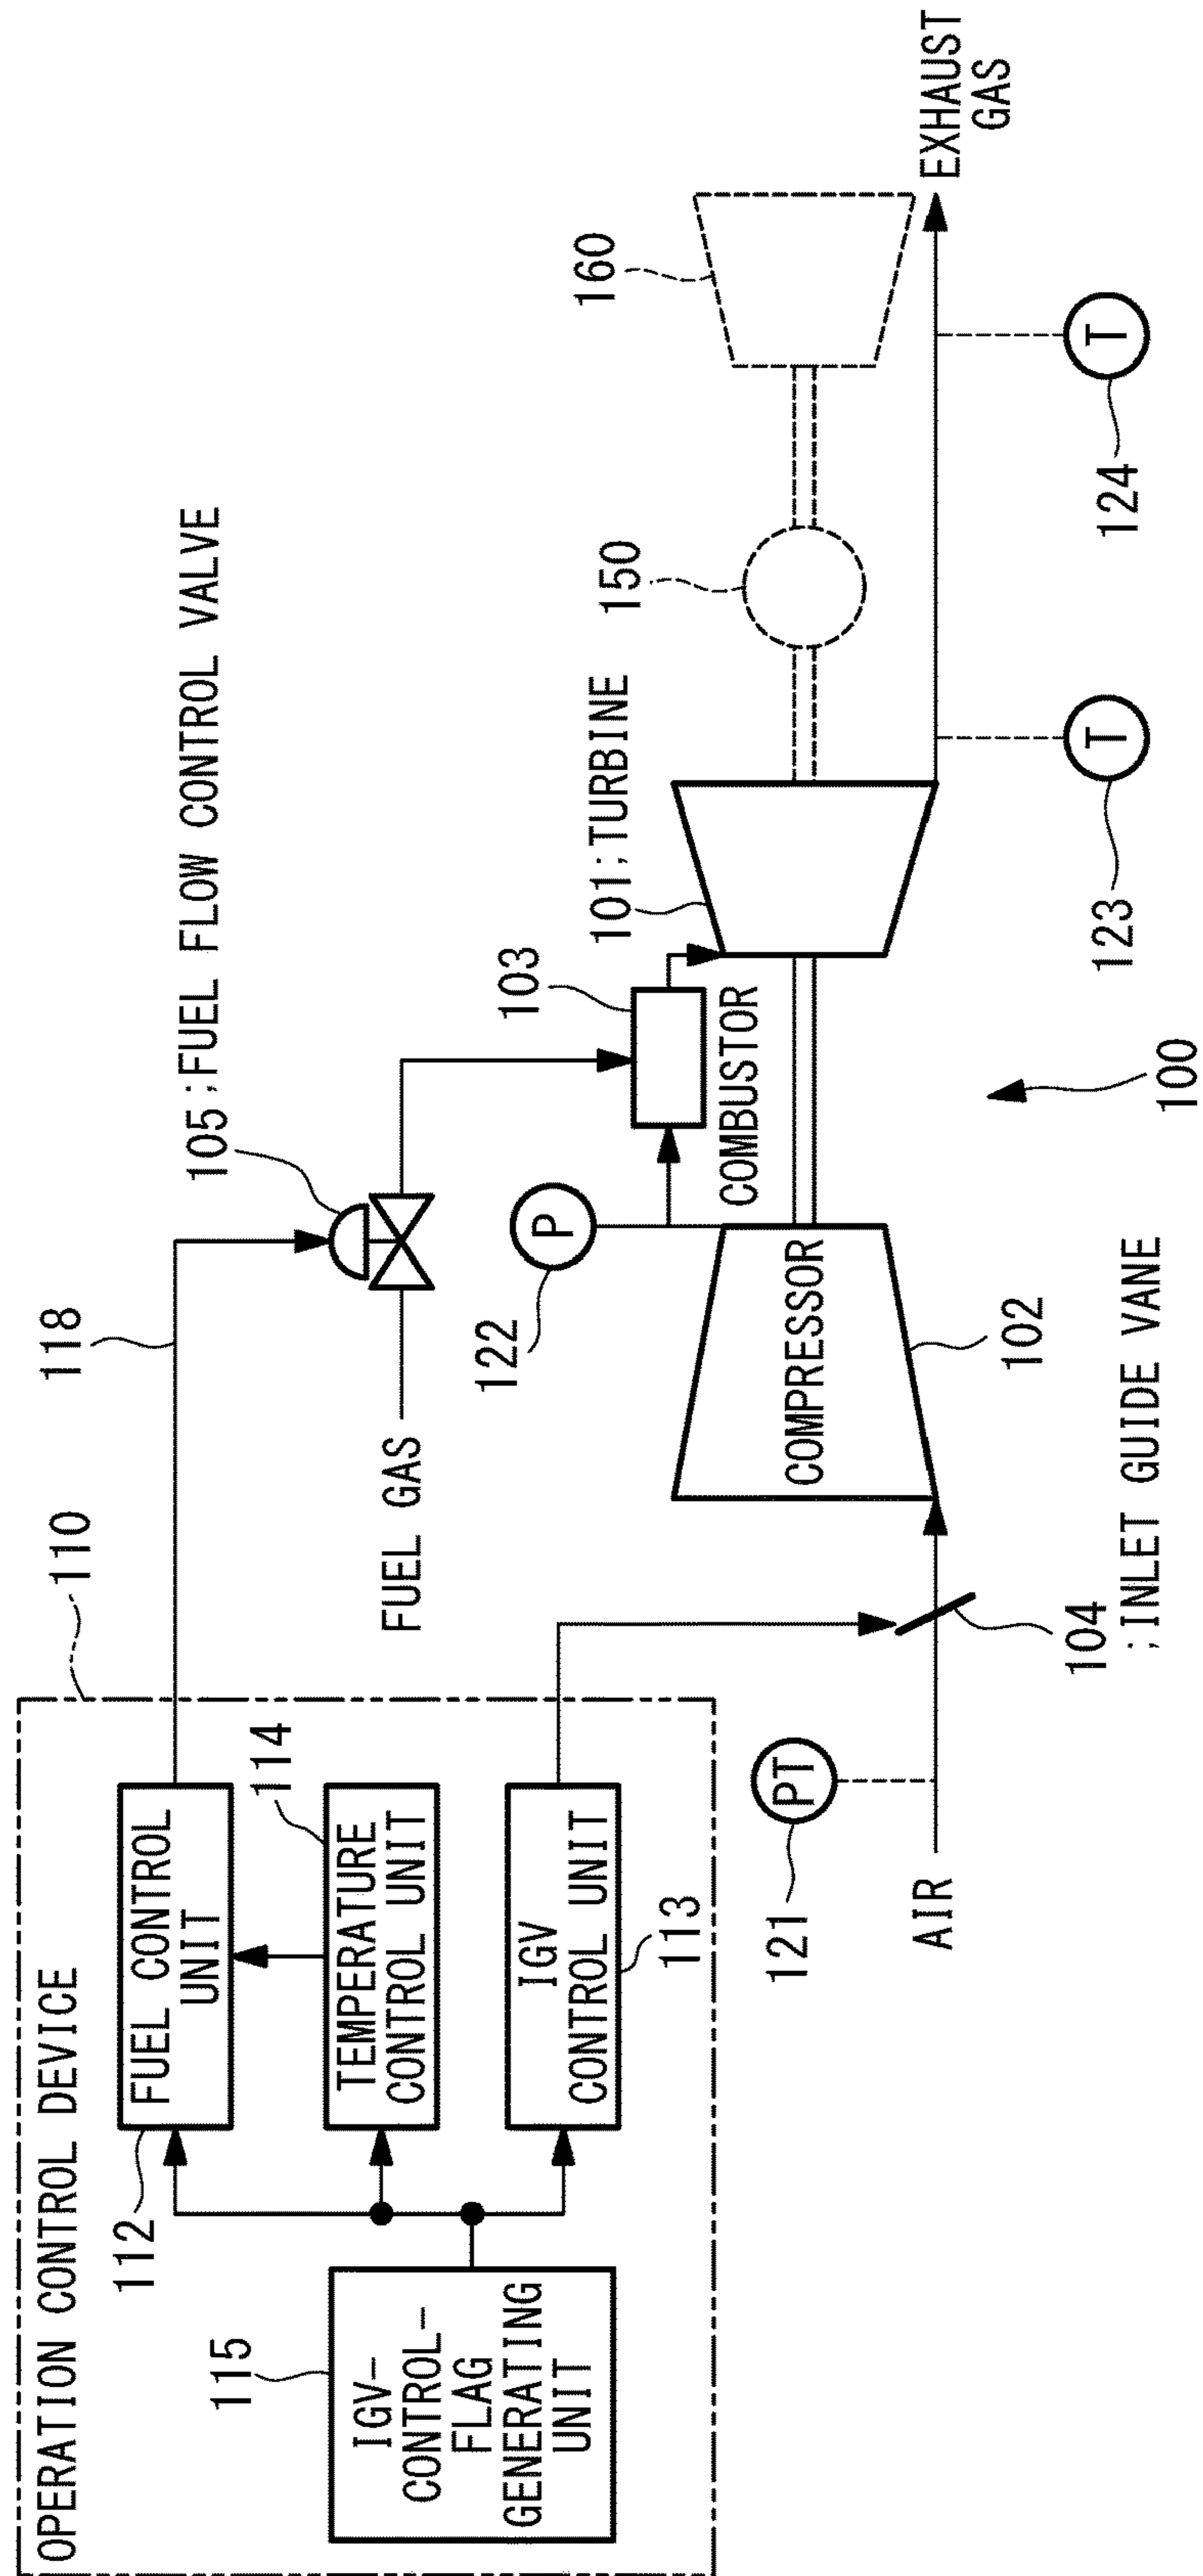 OPERATION CONTROL DEVICE
110
118
105
;FUEL FLOW CONTROL VALVE
112
FUEL CONTROL
UNIT
114
TEMPERATURE
CONTROL UNIT
115
IGV-
CONTROL-
FLAG
GENERATING
UNIT
IGV
CONTROL UNIT
113
FUEL GAS
122
P
103
COMBUSTOR
101;TURBINE
150
160
EXHAUST
GAS
COMPRESSOR
102
121
PT
AIR
104
;INLET GUIDE VANE
100
123
T
124
T